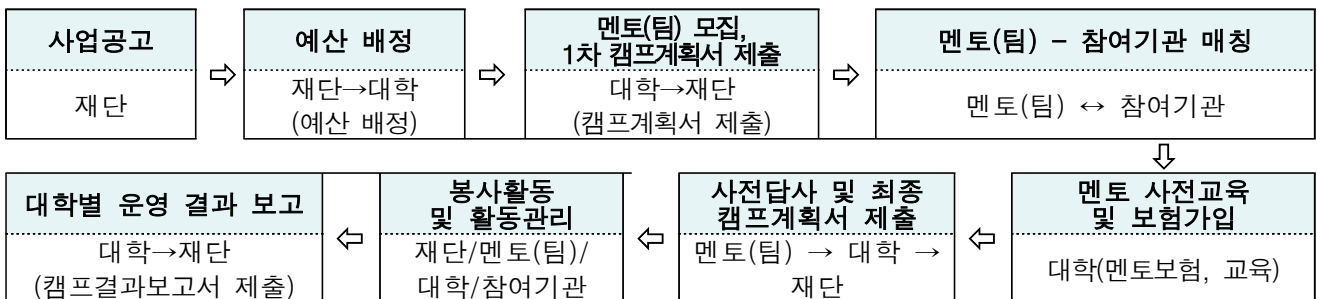 사업공고
재단
⇨
예산 배정
재단→대학
(예산 배정)
⇨
멘토(팀) 모집,
1차 캠프계획서 제출
대학→재단
(캠프계획서 제출)
⇨
멘토(팀) – 참여기관 매칭
멘토(팀) ↔ 참여기관
⇩
멘토 사전교육
및 보험가입
대학(멘토보험, 교육)
⇦
사전답사 및 최종
캠프계획서 제출
멘토(팀) → 대학 →
재단
⇦
봉사활동
및 활동관리
재단/멘토(팀)/
대학/참여기관
⇦
대학별 운영 결과 보고
대학→재단
(캠프결과보고서 제출)